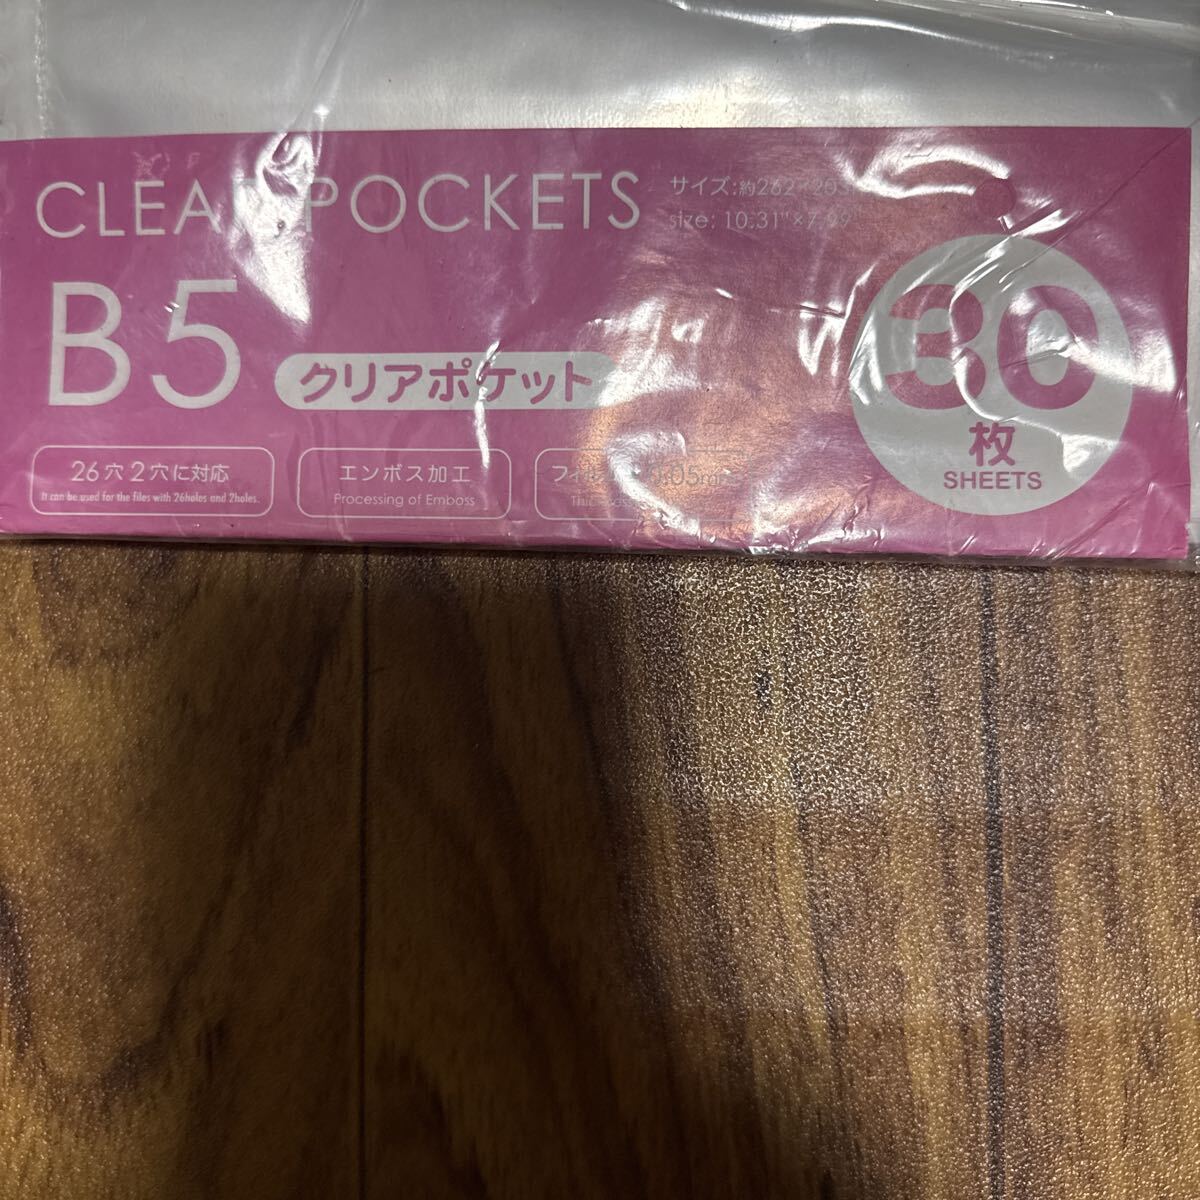 CLEAR POCKETS
サイズ:約262×203
size: 10.31"×7.99"
B5
クリアポケット
30
枚
SHEETS
26穴2穴に対応
It can be used for the files with 26holes and 2holes.
エンボス加工
Processing of Emboss
0.05mm